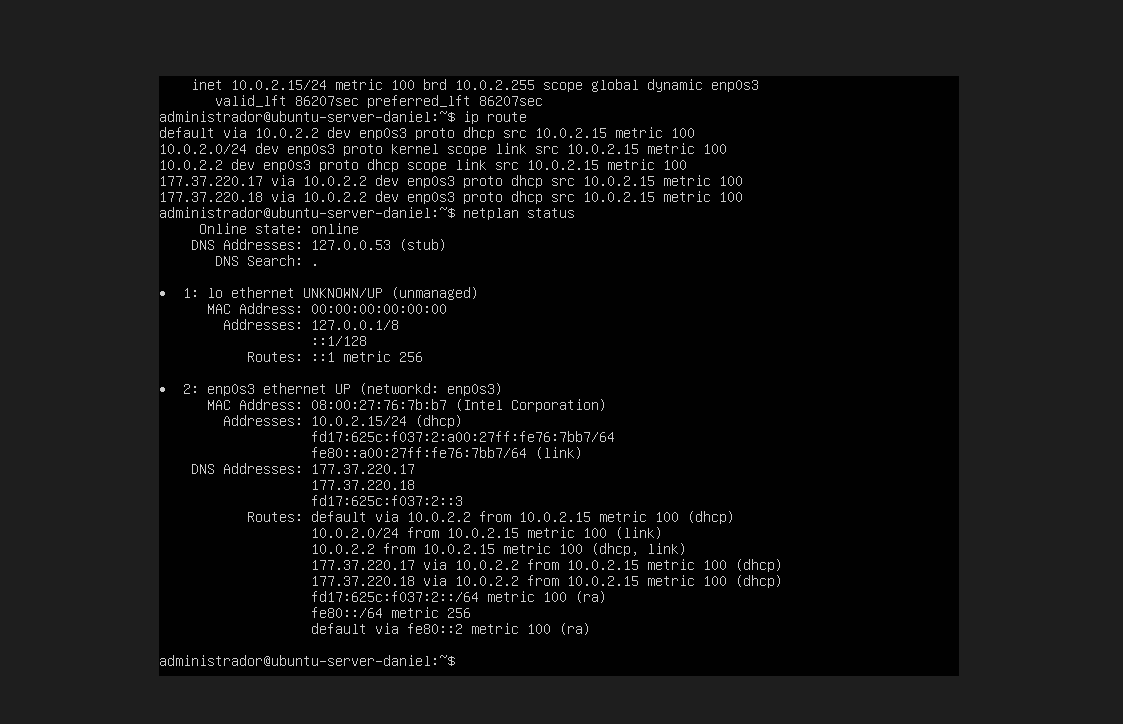 inet 10.0.2.15/24 metric 100 brd 10.0.2.255 scope global dynamic enp0s3
valid_lft 86207sec preferred_lft 86207sec
administrador@ubuntu-server-daniel:~$ ip route
default via 10.0.2.2 dev enp0s3 proto dhcp src 10.0.2.15 metric 100
10.0.2.0/24 dev enp0s3 proto kernel scope link src 10.0.2.15 metric 100
10.0.2.2 dev enp0s3 proto dhcp scope link src 10.0.2.15 metric 100
177.37.220.17 via 10.0.2.2 dev enp0s3 proto dhcp src 10.0.2.15 metric 100
177.37.220.18 via 10.0.2.2 dev enp0s3 proto dhcp src 10.0.2.15 metric 100
administrador@ubuntu-server-daniel:~$ netplan status
Online state: online
DNS Addresses: 127.0.0.53 (stub)
DNS Search: .
● 1: lo ethernet UNKNOWN/UP (unmanaged)
MAC Address: 00:00:00:00:00:00
Addresses: 127.0.0.1/8
::1/128
Routes: ::1 metric 256
● 2: enp0s3 ethernet UP (networkd: enp0s3)
MAC Address: 08:00:27:76:7b:b7 (Intel Corporation)
Addresses: 10.0.2.15/24 (dhcp)
fd17:625c:f037:2:a00:27ff:fe76:7bb7/64
fe80::a00:27ff:fe76:7bb7/64 (link)
DNS Addresses: 177.37.220.17
177.37.220.18
fd17:625c:f037:2::3
Routes: default via 10.0.2.2 from 10.0.2.15 metric 100 (dhcp)
10.0.2.0/24 from 10.0.2.15 metric 100 (link)
10.0.2.2 from 10.0.2.15 metric 100 (dhcp, link)
177.37.220.17 via 10.0.2.2 from 10.0.2.15 metric 100 (dhcp)
177.37.220.18 via 10.0.2.2 from 10.0.2.15 metric 100 (dhcp)
fd17:625c:f037:2::/64 metric 100 (ra)
fe80::/64 metric 256
default via fe80::2 metric 100 (ra)
administrador@ubuntu-server-daniel:~$